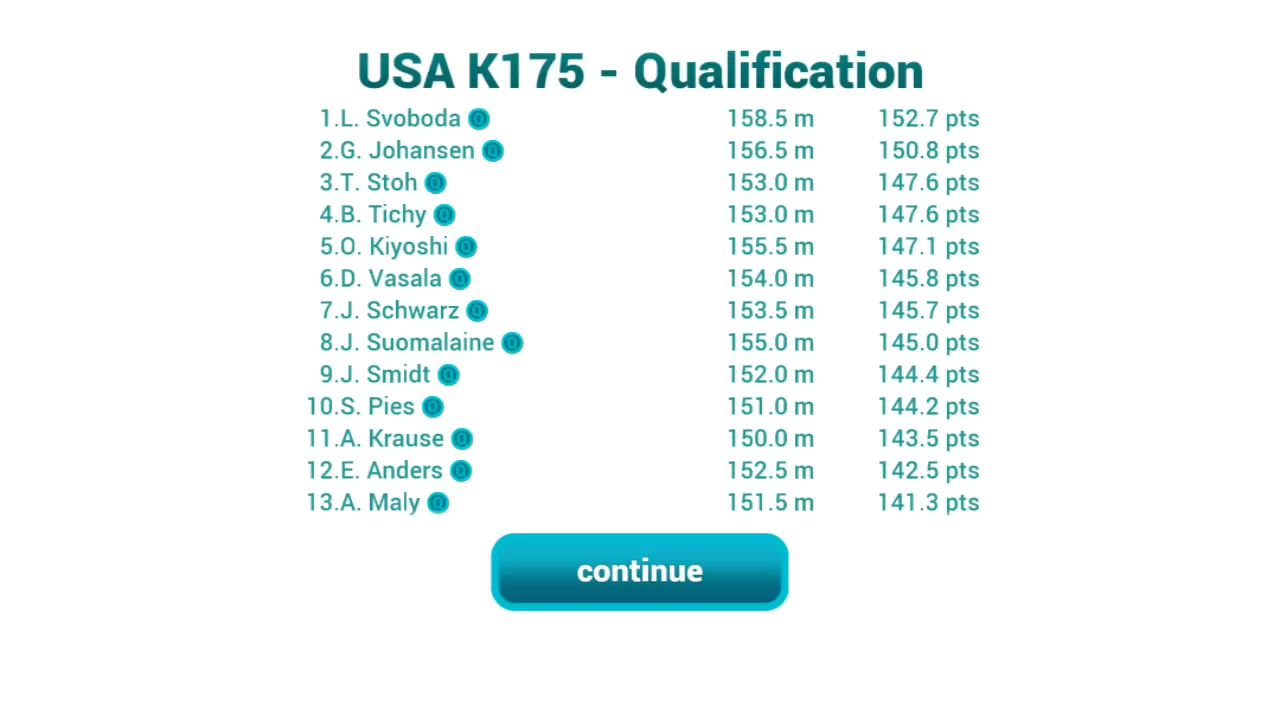 USA K175 - Qualification
1.L. Svoboda Q 158.5 m 152.7 pts
2.G. Johansen Q 156.5 m 150.8 pts
3.T. Stoh Q 153.0 m 147.6 pts
4.B. Tichy Q 153.0 m 147.6 pts
5.O. Kiyoshi Q 155.5 m 147.1 pts
6.D. Vasala Q 154.0 m 145.8 pts
7.J. Schwarz Q 153.5 m 145.7 pts
8.J. Suomalaine Q 155.0 m 145.0 pts
9.J. Smidt Q 152.0 m 144.4 pts
10.S. Pies Q 151.0 m 144.2 pts
11.A. Krause Q 150.0 m 143.5 pts
12.E. Anders Q 152.5 m 142.5 pts
13.A. Maly Q 151.5 m 141.3 pts
continue